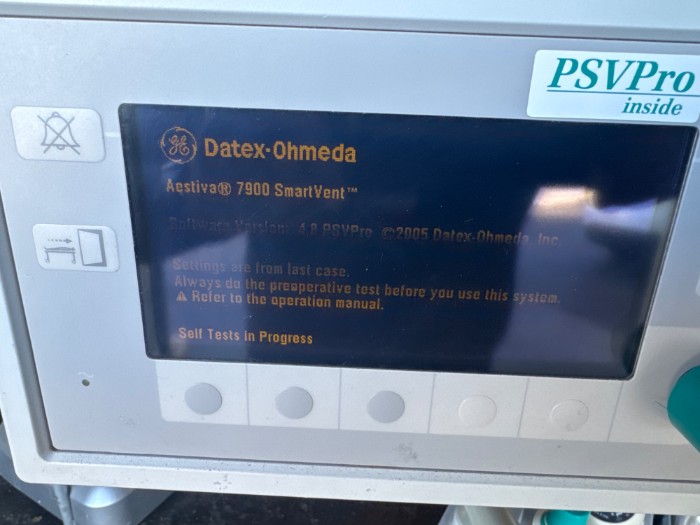 PSVPro
inside
GE Datex-Ohmeda
Aestiva® 7900 SmartVent™
Software Version: 4.8 PSVPro ©2005 Datex-Ohmeda, Inc.
Settings are from last case.
Always do the preoperative test before you use this system.
⚠ Refer to the operation manual.
Self Tests In Progress